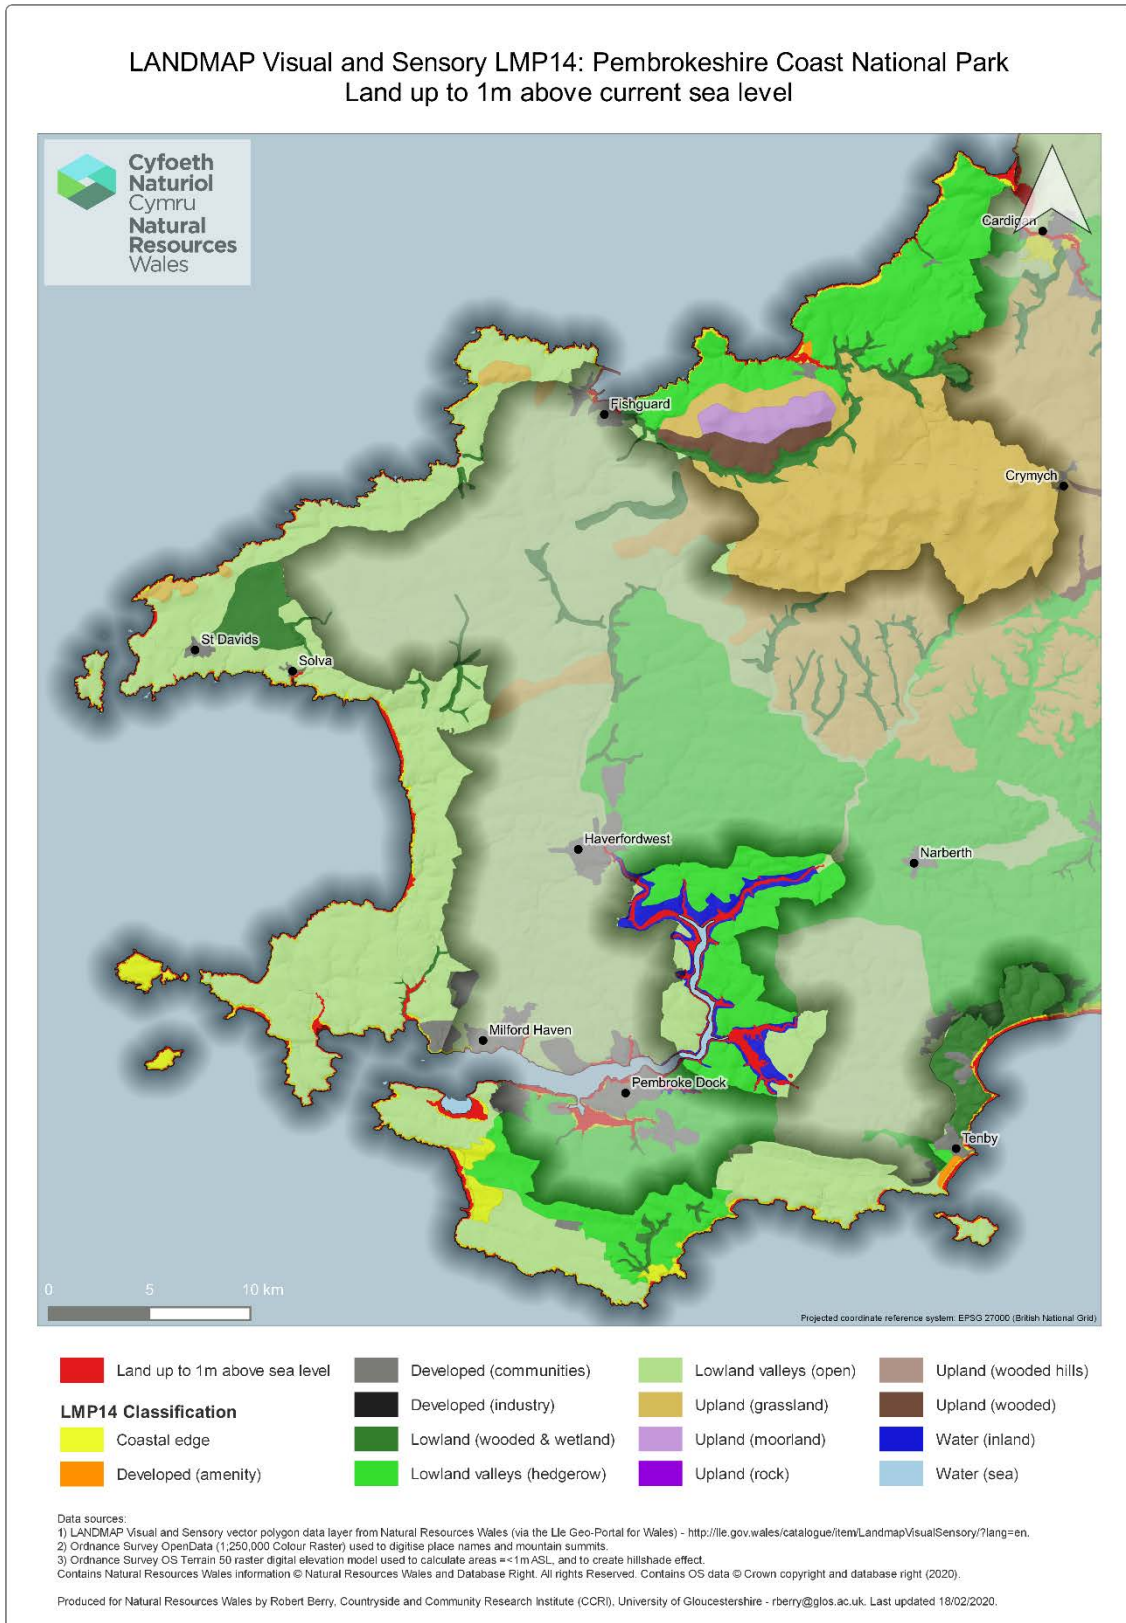 LANDMAP Visual and Sensory LMP14: Pembrokeshire Coast National Park
Land up to 1m above current sea level
Cyfoeth
Naturiol
Cymru
Natural
Resources
Wales
Cardigan
Fishguard
Crymych
St Davids
Solva
Haverfordwest
Narberth
Milford Haven
Pembroke Dock
Tenby
0 5 10 km
Projected coordinate reference system: EPSG 27000 (British National Grid)
Land up to 1m above sea level
LMP14 Classification
Coastal edge
Developed (amenity)
Developed (communities)
Developed (industry)
Lowland (wooded & wetland)
Lowland valleys (hedgerow)
Lowland valleys (open)
Upland (grassland)
Upland (moorland)
Upland (rock)
Upland (wooded hills)
Upland (wooded)
Water (inland)
Water (sea)
Data sources:
1) LANDMAP Visual and Sensory vector polygon data layer from Natural Resources Wales (via the Lle Geo-Portal for Wales) - http://lle.gov.wales/catalogue/item/LandmapVisualSensory/?lang=en.
2) Ordnance Survey OpenData (1;250,000 Colour Raster) used to digitise place names and mountain summits.
3) Ordnance Survey OS Terrain 50 raster digital elevation model used to calculate areas =<1m ASL, and to create hillshade effect.
Contains Natural Resources Wales information © Natural Resources Wales and Database Right. All rights Reserved. Contains OS data © Crown copyright and database right (2020).
Produced for Natural Resources Wales by Robert Berry, Countryside and Community Research Institute (CCRI), University of Gloucestershire - rberry@glos.ac.uk. Last updated 18/02/2020.